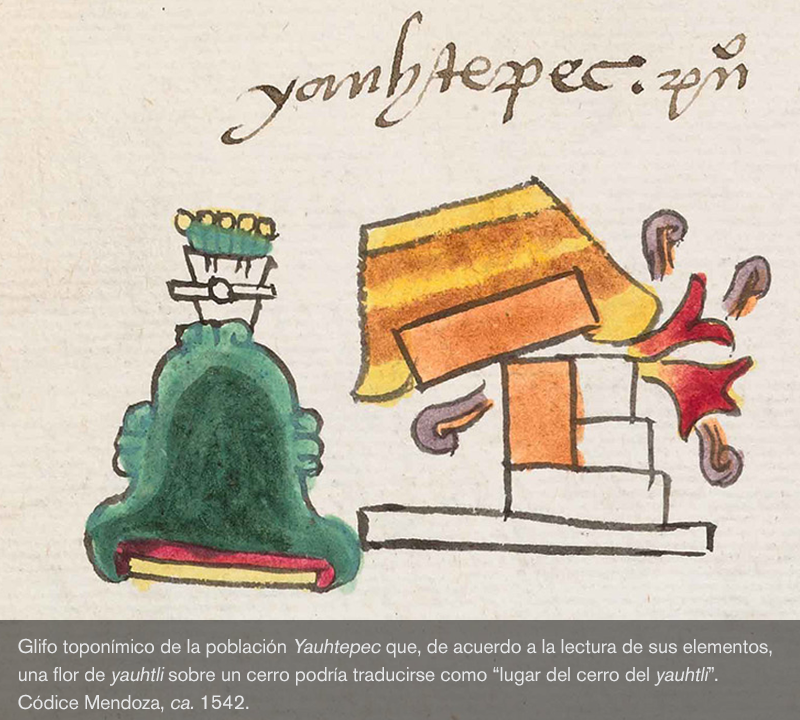 yauhtepec. pũ
Glifo toponímico de la población Yauhtepec que, de acuerdo a la lectura de sus elementos,
una flor de yauhtli sobre un cerro podría traducirse como “lugar del cerro del yauhtli”.
Códice Mendoza, ca. 1542.